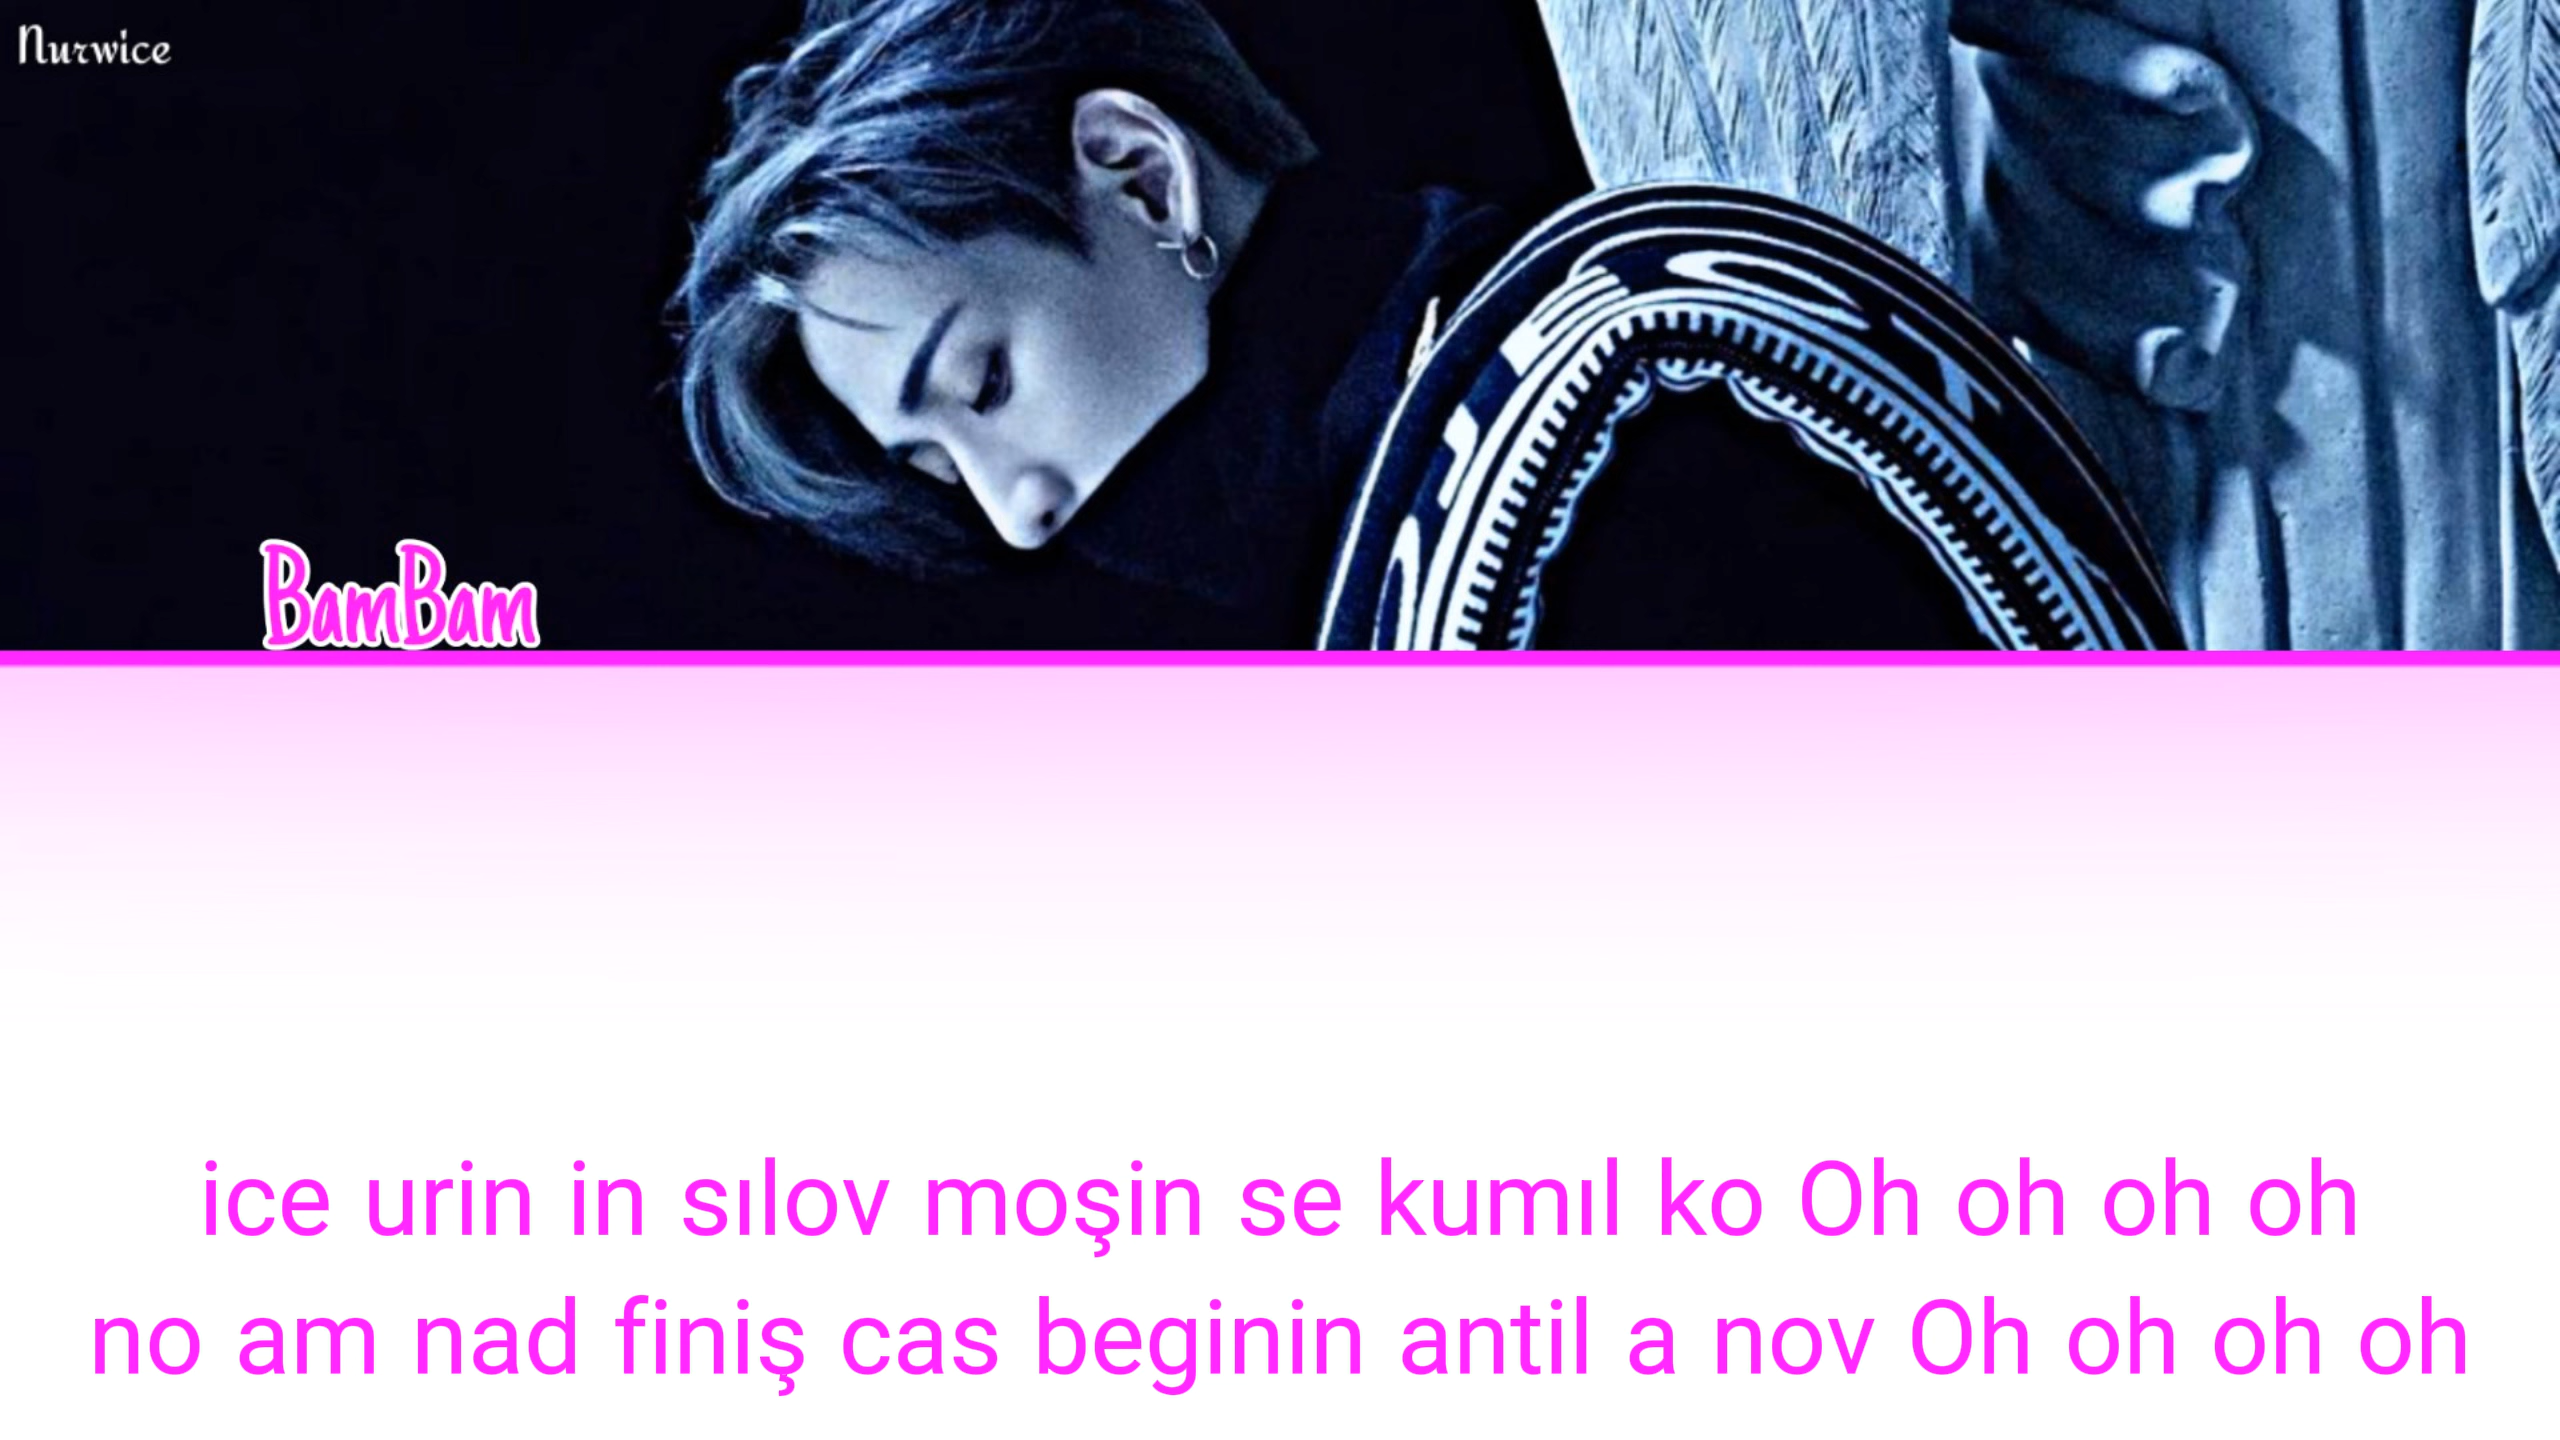 Nurwice
BamBam
ice urin in sılov moşin se kumıl ko Oh oh oh oh
no am nad finiş cas beginin antil a nov Oh oh oh oh